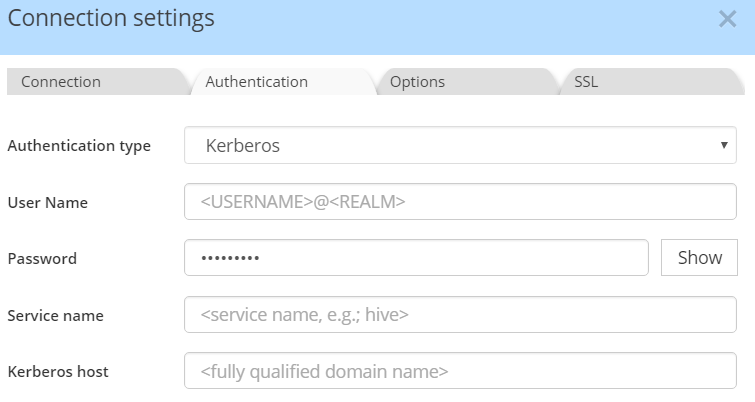 Connection settings ×
Connection Authentication Options SSL
Authentication type Kerberos ▼
User Name <USERNAME>@<REALM>
Password ••••••••• Show
Service name <service name, e.g.; hive>
Kerberos host <fully qualified domain name>